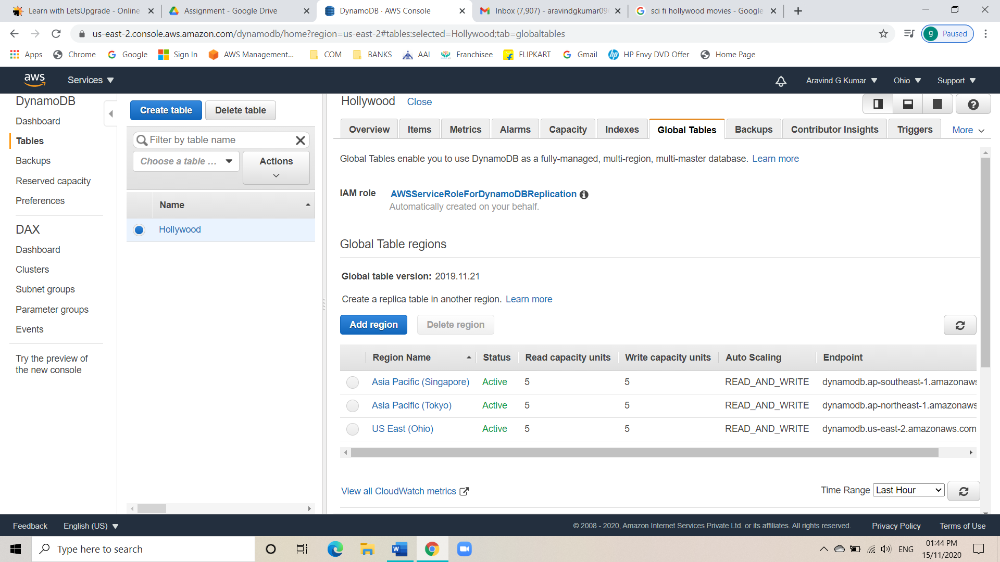 Learn with LetsUpgrade - Online
Assignment - Google Drive
DynamoDB · AWS Console
Inbox (7,907) - aravindgkumar09
sci fi hollywood movies - Google
us-east-2.console.aws.amazon.com/dynamodb/home?region=us-east-2#tables:selected=Hollywood;tab=globaltables
g Paused
Apps
Chrome
Google
Sign In
AWS Management...
COM
BANKS
AAI
Franchisee
FLIPKART
Gmail
HP Envy DVD Offer
Home Page
aws
Services
Aravind G Kumar
Ohio
Support
DynamoDB
Dashboard
Tables
Backups
Reserved capacity
Preferences
DAX
Dashboard
Clusters
Subnet groups
Parameter groups
Events
Try the preview of
the new console
Create table
Delete table
Filter by table name
Choose a table ...
Actions
Name
Hollywood
Hollywood Close
Overview
Items
Metrics
Alarms
Capacity
Indexes
Global Tables
Backups
Contributor Insights
Triggers
More
Global Tables enable you to use DynamoDB as a fully-managed, multi-region, multi-master database. Learn more
IAM role AWSServiceRoleForDynamoDBReplication
Automatically created on your behalf.
Global Table regions
Global table version: 2019.11.21
Create a replica table in another region. Learn more
Add region
Delete region
Region Name Status Read capacity units Write capacity units Auto Scaling Endpoint
Asia Pacific (Singapore) Active 5 5 READ_AND_WRITE dynamodb.ap-southeast-1.amazonaws
Asia Pacific (Tokyo) Active 5 5 READ_AND_WRITE dynamodb.ap-northeast-1.amazonaws
US East (Ohio) Active 5 5 READ_AND_WRITE dynamodb.us-east-2.amazonaws.com
View all CloudWatch metrics
Time Range Last Hour
Feedback
English (US)
© 2008 - 2020, Amazon Internet Services Private Ltd. or its affiliates. All rights reserved.
Privacy Policy
Terms of Use
Type here to search
ENG
01:44 PM
15/11/2020